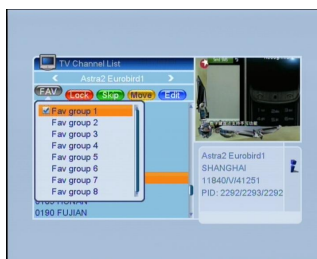 TV Channel List
Astra2 Eurobird1
FAV Lock Skip Move Edit
Fav group 1
Fav group 2
Fav group 3
Fav group 4
Fav group 5
Fav group 6
Fav group 7
Fav group 8
0190 FUJIAN
Astra2 Eurobird1
SHANGHAI
11840/V/41251
PID: 2292/2293/2292